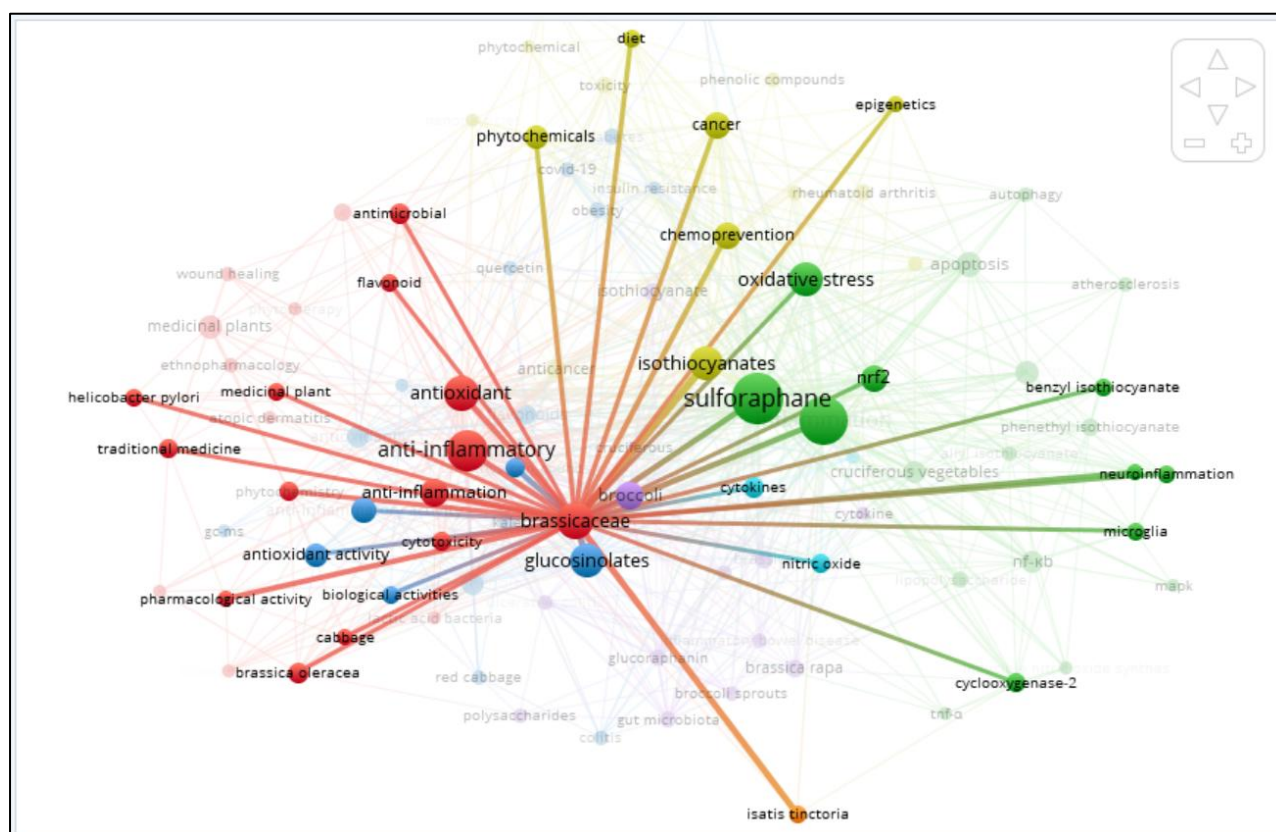 diet
phytochemical
phenolic compounds
toxicity
epigenetics
cancer
phytochemicals
covid-19
insulin resistance
rheumatoid arthritis
autophagy
obesity
antimicrobial
chemoprevention
quercetin
apoptosis
wound healing
oxidative stress
flavonoid
isothiocyanate
atherosclerosis
medicinal plants
ethnopharmacology
anticancer
isothiocyanates
nrf2
benzyl isothiocyanate
medicinal plant
antioxidant
helicobacter pylori
sulforaphane
atopic dermatitis
phenethyl isothiocyanate
traditional medicine
anti-inflammatory
cruciferous
cruciferous vegetables
neuroinflammation
phytochemistry
anti-inflammation
broccoli
cytokines
cytokine
brassicaceae
gc-ms
microglia
cytotoxicity
antioxidant activity
glucosinolates
nitric oxide
nf-κb
lipopolysaccharide
mapk
pharmacological activity
biological activities
lactic acid bacteria
cabbage
brassica oleracea
red cabbage
glucoraphanin
brassica rapa
cyclooxygenase-2
broccoli sprouts
polysaccharides
gut microbiota
tnf-α
colitis
isatis tinctoria